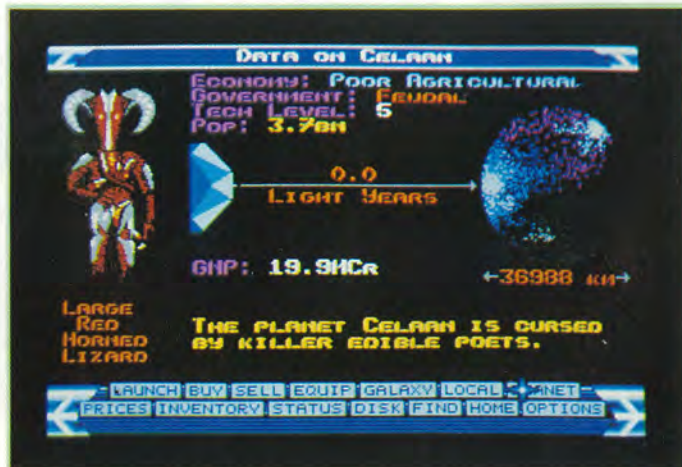 DATA ON CELAAN
ECONOMY: POOR AGRICULTURAL
GOVERNMENT: FEUDAL
TECH LEVEL: 5
POP: 3.7BN
0.0
LIGHT YEARS
GNP: 19.9MCR
36988 KM
LARGE
RED
HORNED
LIZARD
THE PLANET CELAAN IS CURSED
BY KILLER EDIBLE POETS.
LAUNCH BUY SELL EQUIP GALAXY LOCAL ANET
PRICES INVENTORY STATUS DISK FIND HOME OPTIONS